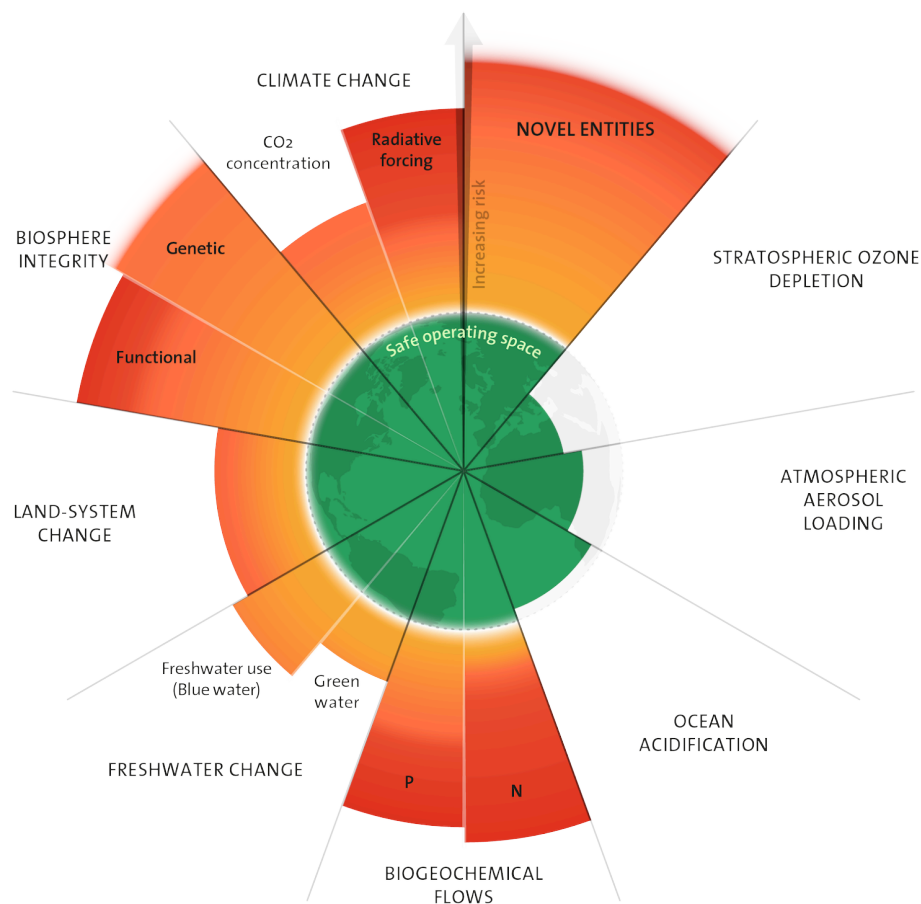 CLIMATE CHANGE
CO2
concentration
Radiative
forcing
NOVEL ENTITIES
Increasing risk
BIOSPHERE
INTEGRITY
Genetic
STRATOSPHERIC OZONE
DEPLETION
Safe operating space
Functional
LAND-SYSTEM
CHANGE
ATMOSPHERIC
AEROSOL
LOADING
Freshwater use
(Blue water)
Green
water
OCEAN
ACIDIFICATION
FRESHWATER CHANGE
P
N
BIOGEOCHEMICAL
FLOWS